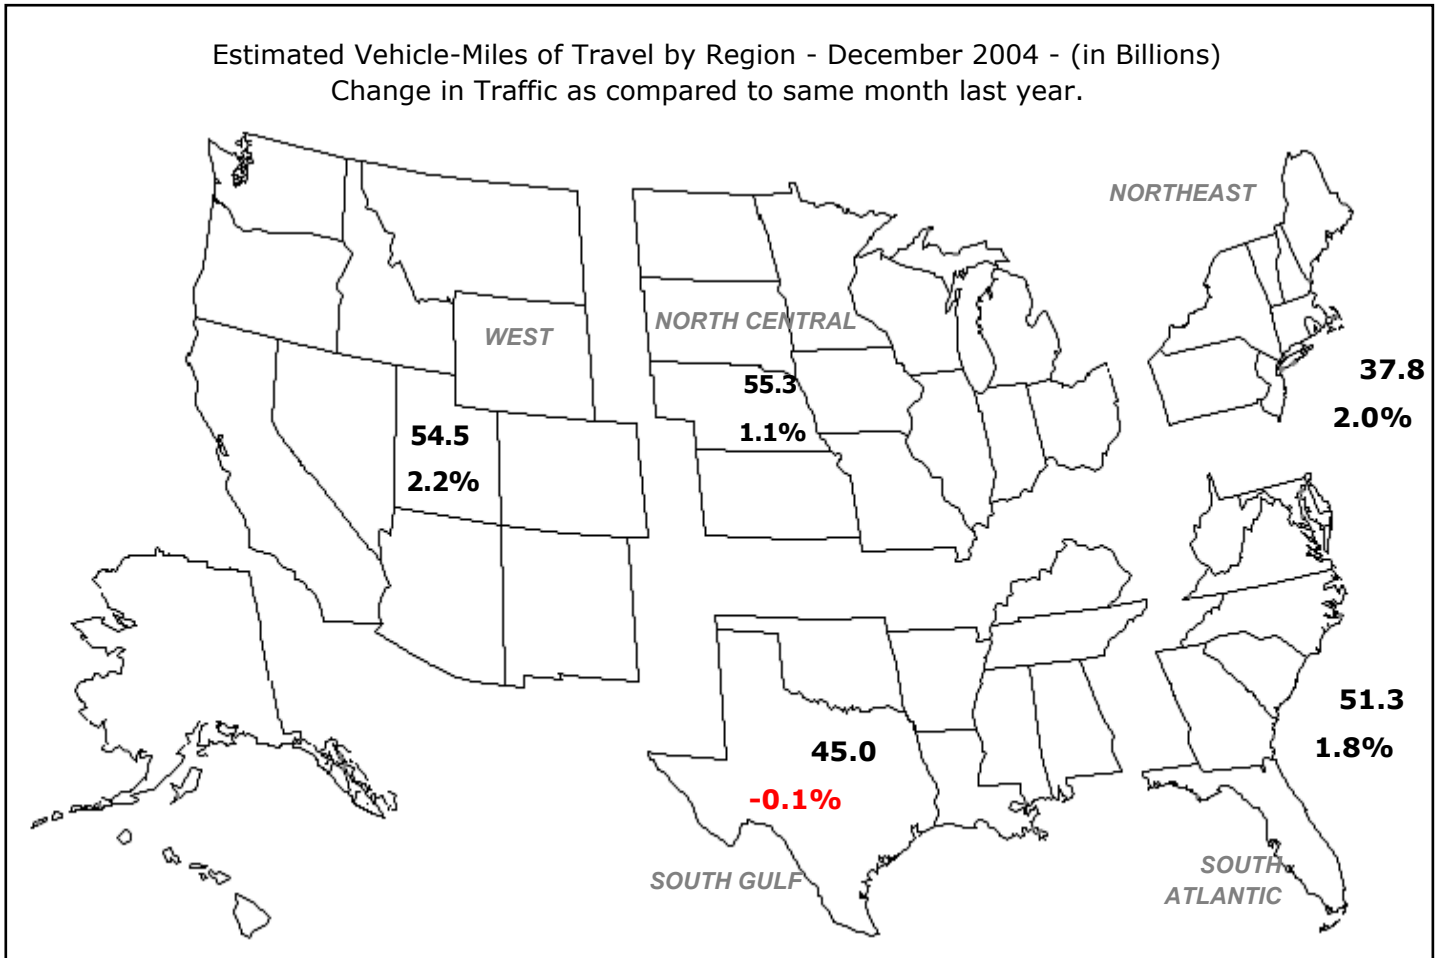 Estimated Vehicle-Miles of Travel by Region - December 2004 - (in Billions)
Change in Traffic as compared to same month last year.
NORTHEAST
WEST
NORTH CENTRAL
37.8
2.0%
55.3
1.1%
54.5
2.2%
51.3
1.8%
45.0
-0.1%
SOUTH GULF
SOUTH
ATLANTIC